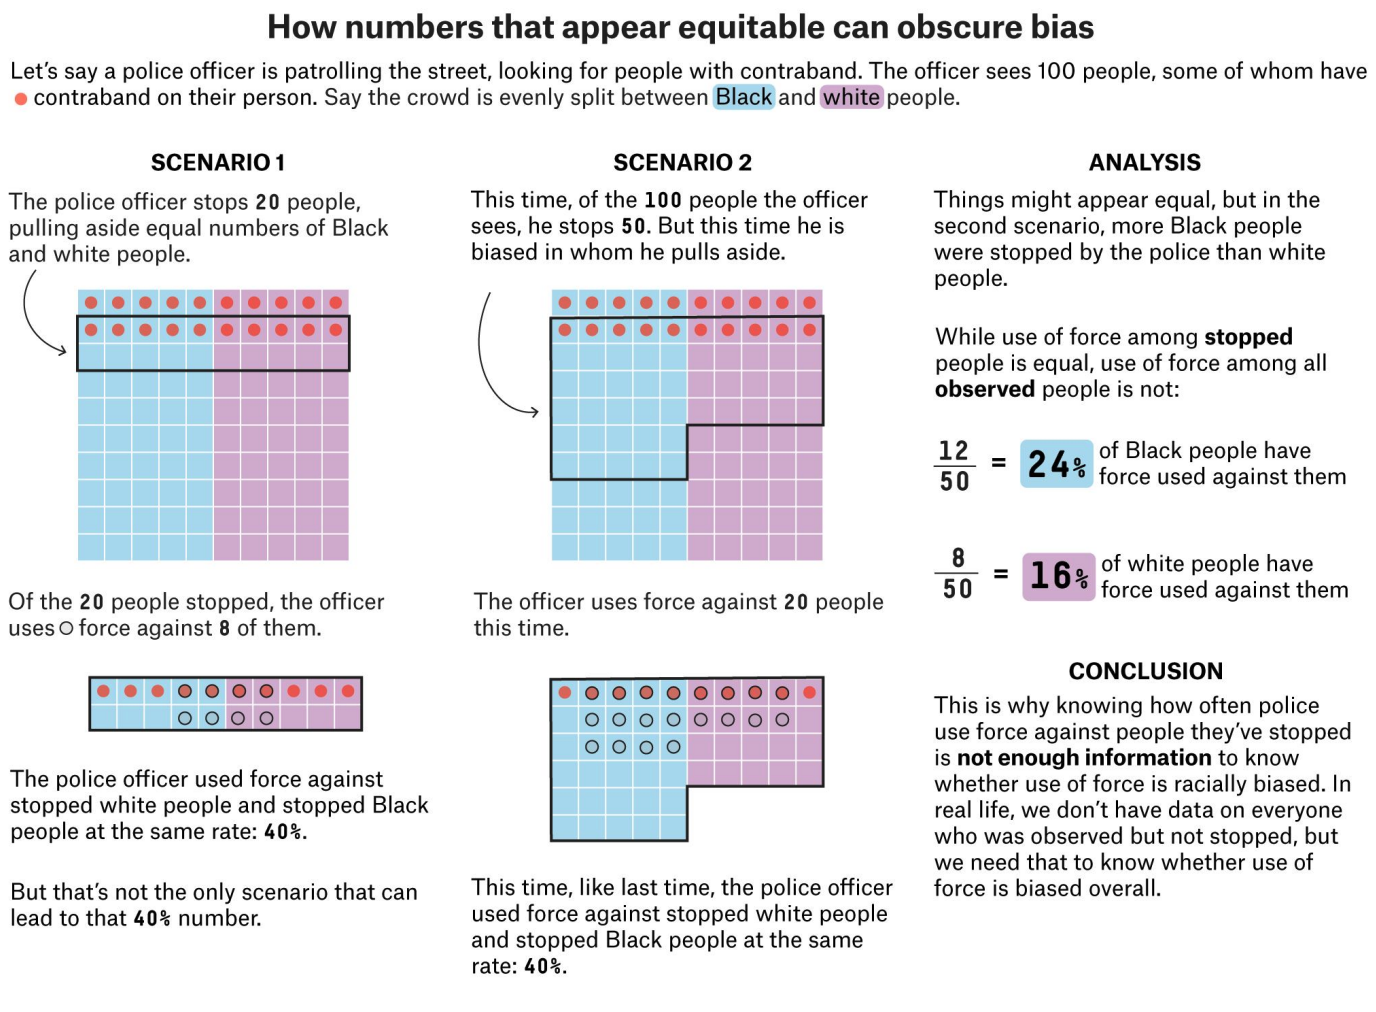 How numbers that appear equitable can obscure bias
Let's say a police officer is patrolling the street, looking for people with contraband. The officer sees 100 people, some of whom have
contraband on their person. Say the crowd is evenly split between Black and white people.
SCENARIO 1
The police officer stops 20 people,
pulling aside equal numbers of Black
and white people.
Of the 20 people stopped, the officer
uses force against 8 of them.
The police officer used force against
stopped white people and stopped Black
people at the same rate: 40%.
But that's not the only scenario that can
lead to that 40% number.
SCENARIO 2
This time, of the 100 people the officer
sees, he stops 50. But this time he is
biased in whom he pulls aside.
The officer uses force against 20 people
this time.
This time, like last time, the police officer
used force against stopped white people
and stopped Black people at the same
rate: 40%.
ANALYSIS
Things might appear equal, but in the
second scenario, more Black people
were stopped by the police than white
people.
While use of force among stopped
people is equal, use of force among all
observed people is not:
12
50
= 24%
of Black people have
force used against them
8
50
= 16%
of white people have
force used against them
CONCLUSION
This is why knowing how often police
use force against people they've stopped
is not enough information to know
whether use of force is racially biased. In
real life, we don't have data on everyone
who was observed but not stopped, but
we need that to know whether use of
force is biased overall.